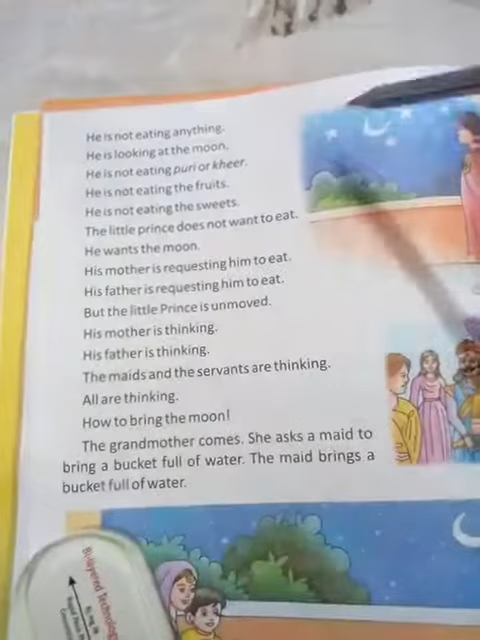 He is not eating anything.
He is looking at the moon.
He is not eating puri or kheer.
He is not eating the fruits.
He is not eating the sweets.
The little prince does not want to eat.
He wants the moon.
His mother is requesting him to eat.
His father is requesting him to eat.
But the little Prince is unmoved.
His mother is thinking.
His father is thinking.
The maids and the servants are thinking.
All are thinking.
How to bring the moon!
The grandmother comes. She asks a maid to
bring a bucket full of water. The maid brings a
bucket full of water.
Technology